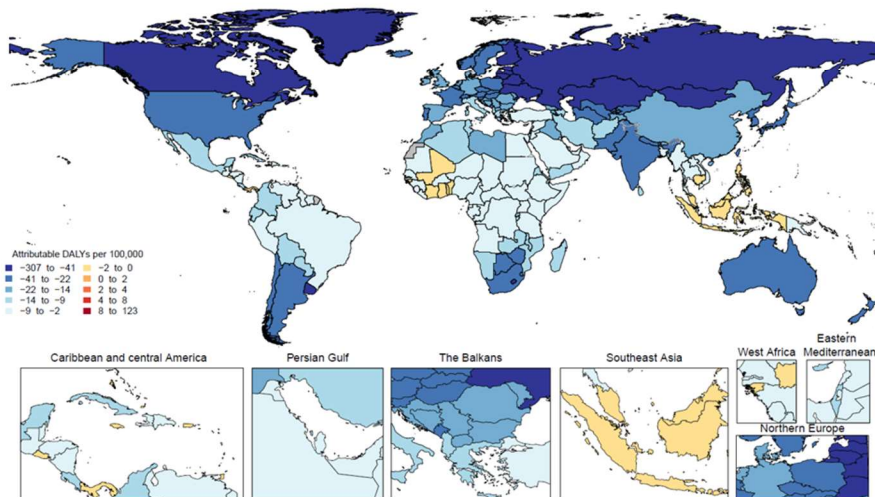 Attributable DALYs per 100,000
−307 to −41
−41 to −22
−22 to −14
−14 to −9
−9 to −2
−2 to 0
0 to 2
2 to 4
4 to 8
8 to 123
Caribbean and central America
Persian Gulf
The Balkans
Southeast Asia
West Africa
Eastern
Mediterranean
Northern Europe